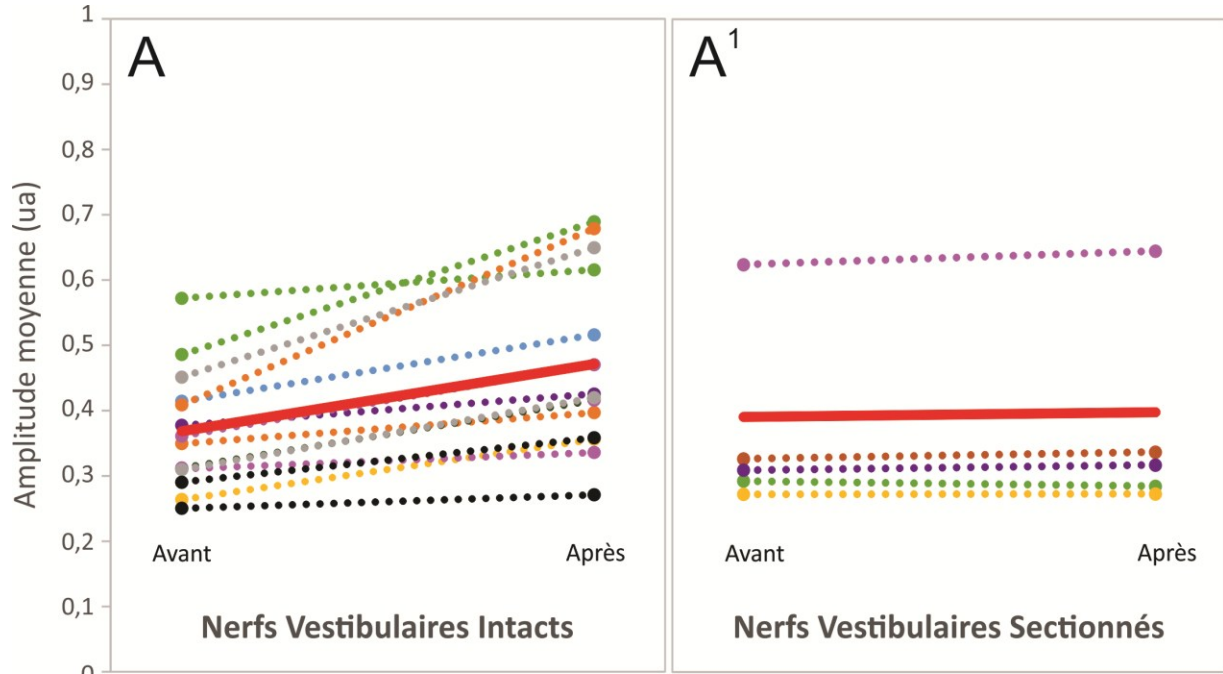 1
0,9
0,8
0,7
0,6
0,5
0,4
0,3
0,2
0,1
0
Amplitude moyenne (ua)
A
Avant
Après
Nerfs Vestibulaires Intacts
A¹
Avant
Après
Nerfs Vestibulaires Sectionnés